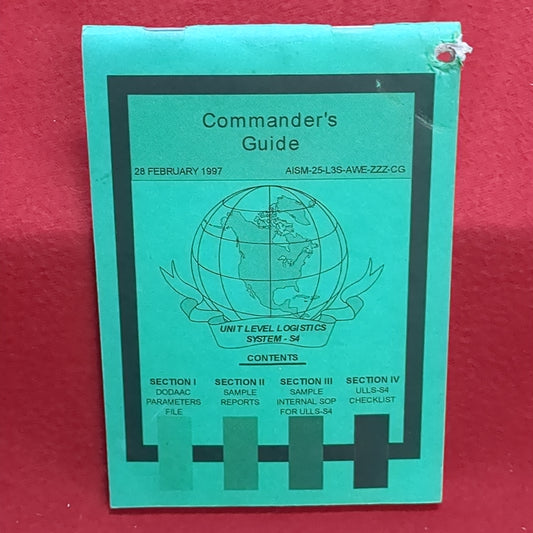 Commander's
Guide
28 FEBRUARY 1997 AISM-25-L3S-AWE-ZZZ-CG
UNIT LEVEL LOGISTICS
SYSTEM - S4
CONTENTS
SECTION I SECTION II SECTION III SECTION IV
DODAAC SAMPLE SAMPLE ULLS-S4
PARAMETERS REPORTS INTERNAL SOP CHECKLIST
FILE FOR ULLS-S4